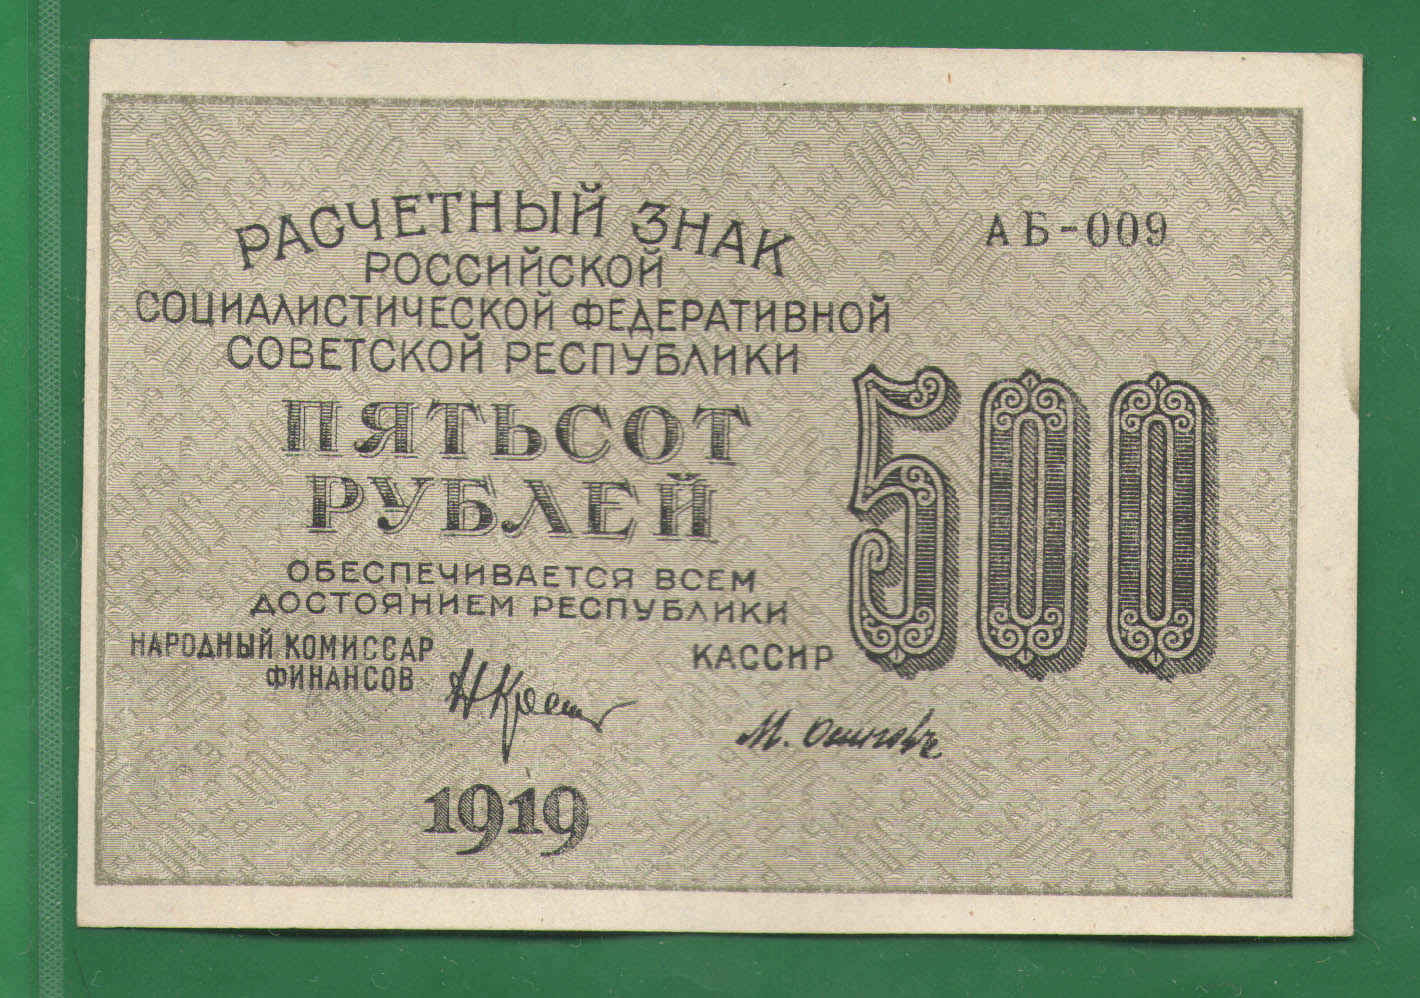 РАСЧЕТНЫЙ ЗНАК
РОССИЙСКОЙ
СОЦИАЛИСТИЧЕСКОЙ ФЕДЕРАТИВНОЙ
СОВЕТСКОЙ РЕСПУБЛИКИ
АБ-009
ПЯТЬСОТ
РУБЛЕЙ
500
ОБЕСПЕЧИВАЕТСЯ ВСЕМ
ДОСТОЯНИЕМ РЕСПУБЛИКИ
НАРОДНЫЙ КОМИССАР
ФИНАНСОВ
КАССИР
М. Осиповъ
1919